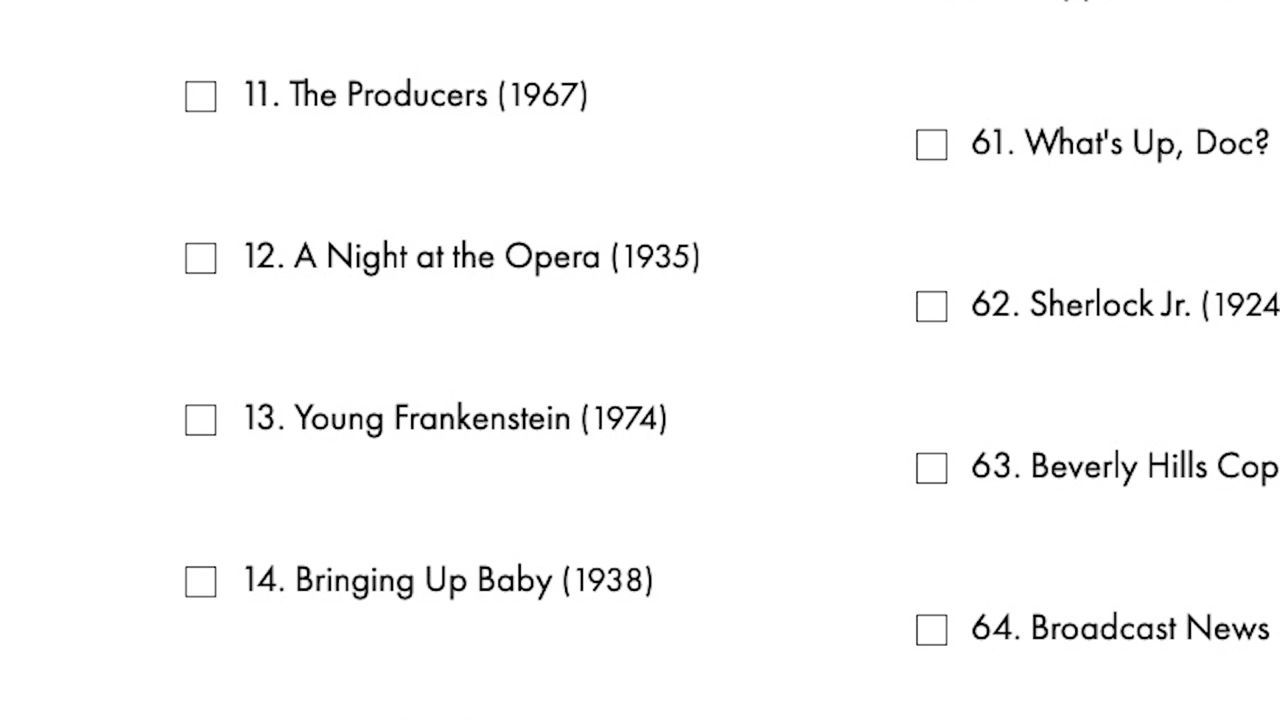 11. The Producers (1967)
12. A Night at the Opera (1935)
13. Young Frankenstein (1974)
14. Bringing Up Baby (1938)
61. What's Up, Doc?
62. Sherlock Jr. (1924
63. Beverly Hills Cop
64. Broadcast News